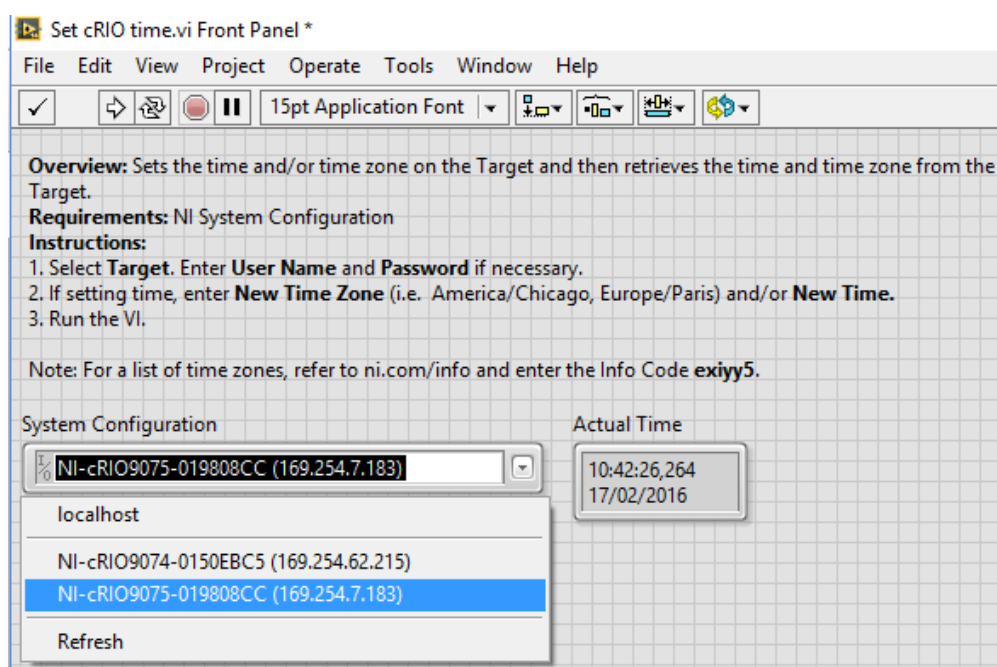 Set cRIO time.vi Front Panel *
File Edit View Project Operate Tools Window Help
15pt Application Font
Overview: Sets the time and/or time zone on the Target and then retrieves the time and time zone from the
Target.
Requirements: NI System Configuration
Instructions:
1. Select Target. Enter User Name and Password if necessary.
2. If setting time, enter New Time Zone (i.e. America/Chicago, Europe/Paris) and/or New Time.
3. Run the VI.
Note: For a list of time zones, refer to ni.com/info and enter the Info Code exiyy5.
System Configuration
Actual Time
I/O NI-cRIO9075-019808CC (169.254.7.183)
10:42:26,264
17/02/2016
localhost
NI-cRIO9074-0150EBC5 (169.254.62.215)
NI-cRIO9075-019808CC (169.254.7.183)
Refresh